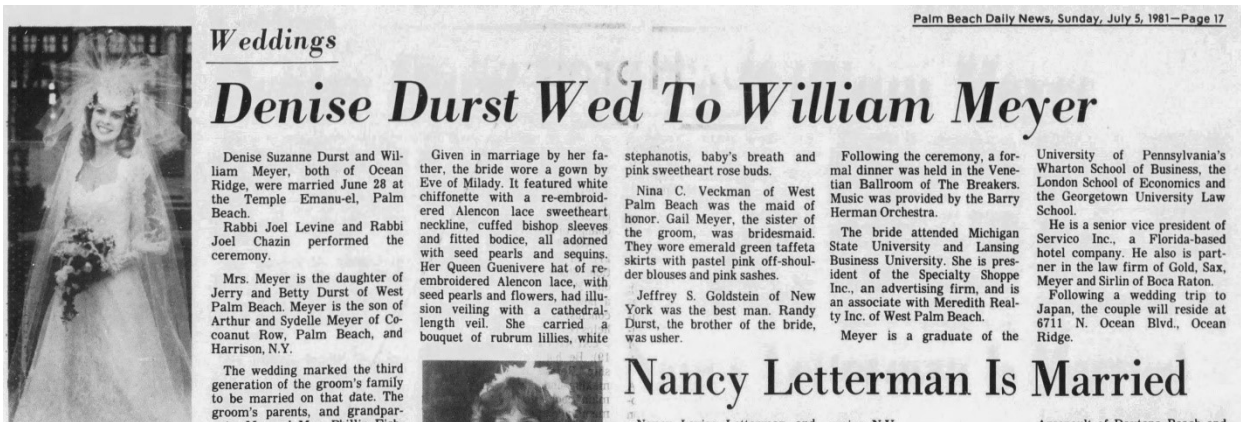 Palm Beach Daily News, Sunday, July 5, 1981—Page 17
Weddings
Denise Durst Wed To William Meyer
Denise Suzanne Durst and Wil-
liam Meyer, both of Ocean
Ridge, were married June 28 at
the Temple Emanu-el, Palm
Beach.
Rabbi Joel Levine and Rabbi
Joel Chazin performed the
ceremony.
Mrs. Meyer is the daughter of
Jerry and Betty Durst of West
Palm Beach. Meyer is the son of
Arthur and Sydelle Meyer of Co-
coanut Row, Palm Beach, and
Harrison, N.Y.
The wedding marked the third
generation of the groom's family
to be married on that date. The
groom's parents, and grandpar-
Given in marriage by her fa-
ther, the bride wore a gown by
Eve of Milady. It featured white
chiffonette with a re-embroid-
ered Alencon lace sweetheart
neckline, cuffed bishop sleeves
and fitted bodice, all adorned
with seed pearls and sequins.
Her Queen Guenivere hat of re-
embroidered Alencon lace, with
seed pearls and flowers, had illu-
sion veiling with a cathedral-
length veil. She carried a
bouquet of rubrum lillies, white
stephanotis, baby's breath and
pink sweetheart rose buds.
Nina C. Veckman of West
Palm Beach was the maid of
honor. Gail Meyer, the sister of
the groom, was bridesmaid.
They wore emerald green taffeta
skirts with pastel pink off-shoul-
der blouses and pink sashes.
Jeffrey S. Goldstein of New
York was the best man. Randy
Durst, the brother of the bride,
was usher.
Following the ceremony, a for-
mal dinner was held in the Vene-
tian Ballroom of The Breakers.
Music was provided by the Barry
Herman Orchestra.
The bride attended Michigan
State University and Lansing
Business University. She is pres-
ident of the Specialty Shoppe
Inc., an advertising firm, and is
an associate with Meredith Real-
ty Inc. of West Palm Beach.
Meyer is a graduate of the
University of Pennsylvania's
Wharton School of Business, the
London School of Economics and
the Georgetown University Law
School.
He is a senior vice president of
Servico Inc., a Florida-based
hotel company. He also is part-
ner in the law firm of Gold, Sax,
Meyer and Sirlin of Boca Raton.
Following a wedding trip to
Japan, the couple will reside at
6711 N. Ocean Blvd., Ocean
Ridge.
Nancy Letterman Is Married